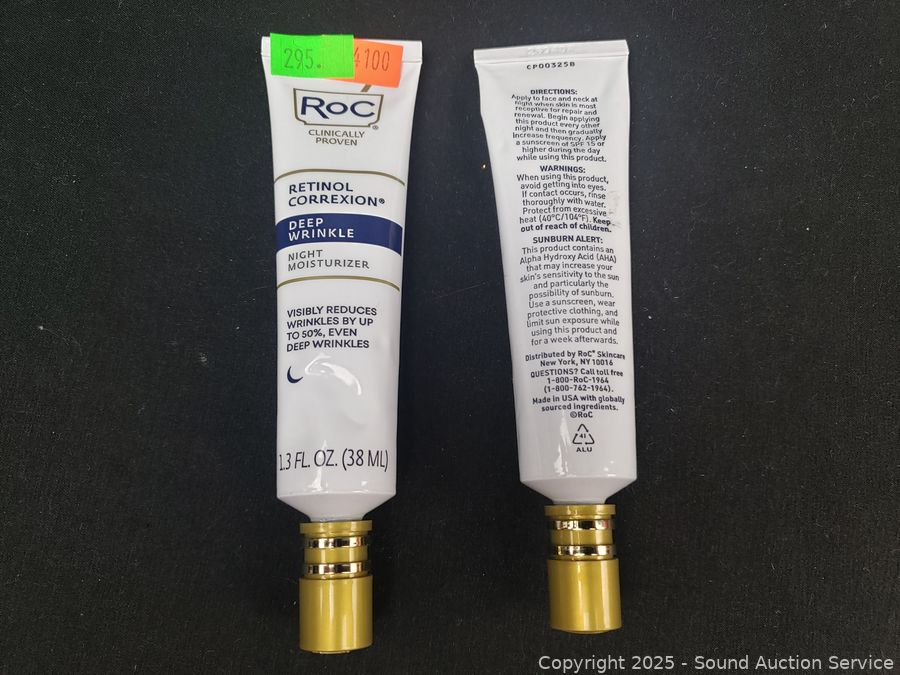 295.
4100
RoC®
CLINICALLY
PROVEN
RETINOL
CORREXION®
DEEP
WRINKLE
NIGHT
MOISTURIZER
VISIBLY REDUCES
WRINKLES BY UP
TO 50%, EVEN
DEEP WRINKLES
1.3 FL. OZ. (38 ML)
CP00325B
DIRECTIONS:
Apply to face and neck at
night when skin is most
receptive for repair and
renewal. Begin applying
this product every other
night and then gradually
increase frequency. Apply
a sunscreen of SPF 15 or
higher during the day
while using this product.
WARNINGS:
When using this product,
avoid getting into eyes.
If contact occurs, rinse
thoroughly with water.
Protect from excessive
heat (40°C/104°F). Keep
out of reach of children.
SUNBURN ALERT:
This product contains an
Alpha Hydroxy Acid (AHA)
that may increase your
skin's sensitivity to the sun
and particularly the
possibility of sunburn.
Use a sunscreen, wear
protective clothing, and
limit sun exposure while
using this product and
for a week afterwards.
Distributed by RoC® Skincare
New York, NY 10016
QUESTIONS? Call toll free
1-800-RoC-1964
(1-800-762-1964).
Made in USA with globally
sourced ingredients.
©RoC
41
ALU
Copyright 2025 - Sound Auction Service